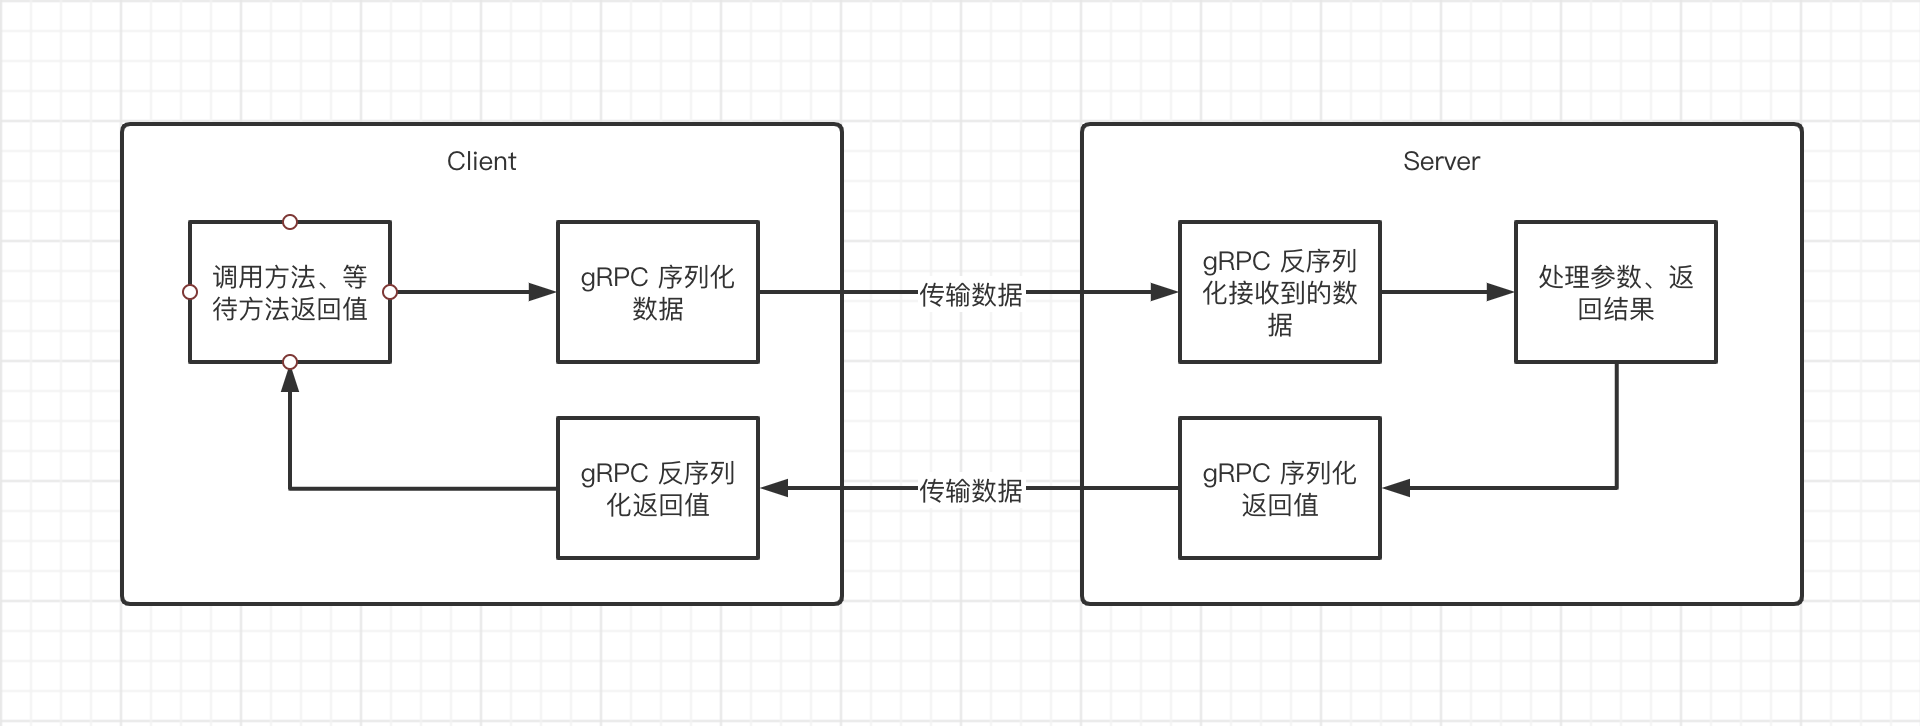 Client
调用方法、等
待方法返回值
gRPC 序列化
数据
传输数据
gRPC 反序列
化返回值
Server
gRPC 反序列
化接收到的数
据
处理参数、返
回结果
gRPC 序列化
返回值
传输数据